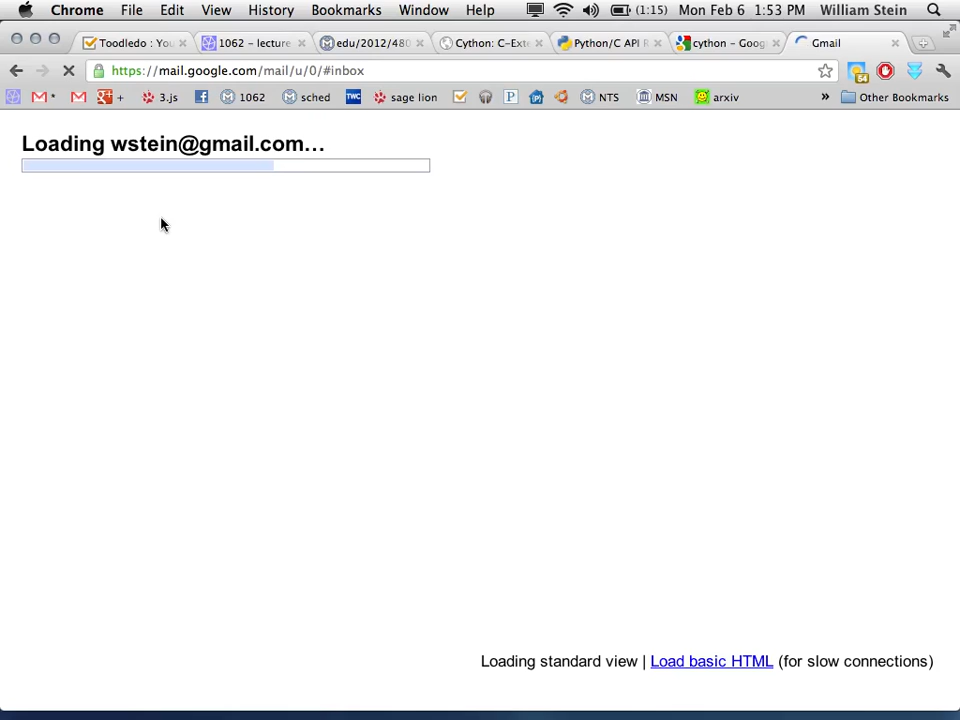 Chrome File Edit View History Bookmarks Window Help (1:15) Mon Feb 6 1:53 PM William Stein
Toodledo : You 1062 - lecture edu/2012/480 Cython: C-Exte Python/C API R cython - Goog Gmail
https://mail.google.com/mail/u/0/#inbox
+ 3.js 1062 sched TWC sage lion P NTS MSN arxiv » Other Bookmarks
Loading wstein@gmail.com…
Loading standard view | Load basic HTML (for slow connections)